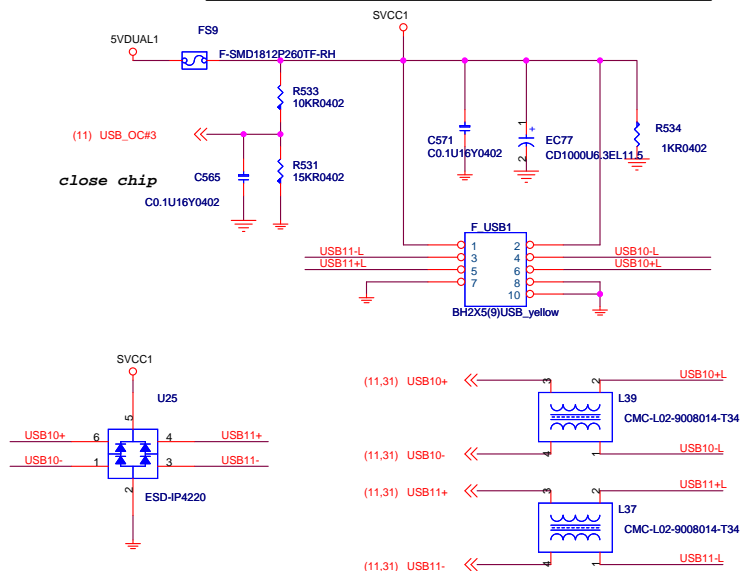 SVCC1
FS9
5VDUAL1
F-SMD1812P260TF-RH
R533
10KR0402
(11) USB_OC#3
C571
C0.1U16Y0402
1
+
2
EC77
CD1000U6.3EL11.5
R534
1KR0402
close chip
C565
C0.1U16Y0402
R531
15KR0402
F_USB1
USB11-L
USB11+L
1 2
3 4
5 6
7 8
10
USB10-L
USB10+L
BH2X5(9)USB_yellow
SVCC1
U25
5
USB10+ 6 4 USB11+
USB10- 1 3 USB11-
2
ESD-IP4220
(11,31) USB10+ 3 2 USB10+L
L39
CMC-L02-9008014-T34
(11,31) USB10- 4 1 USB10-L
(11,31) USB11+ 3 2 USB11+L
L37
CMC-L02-9008014-T34
(11,31) USB11- 4 1 USB11-L